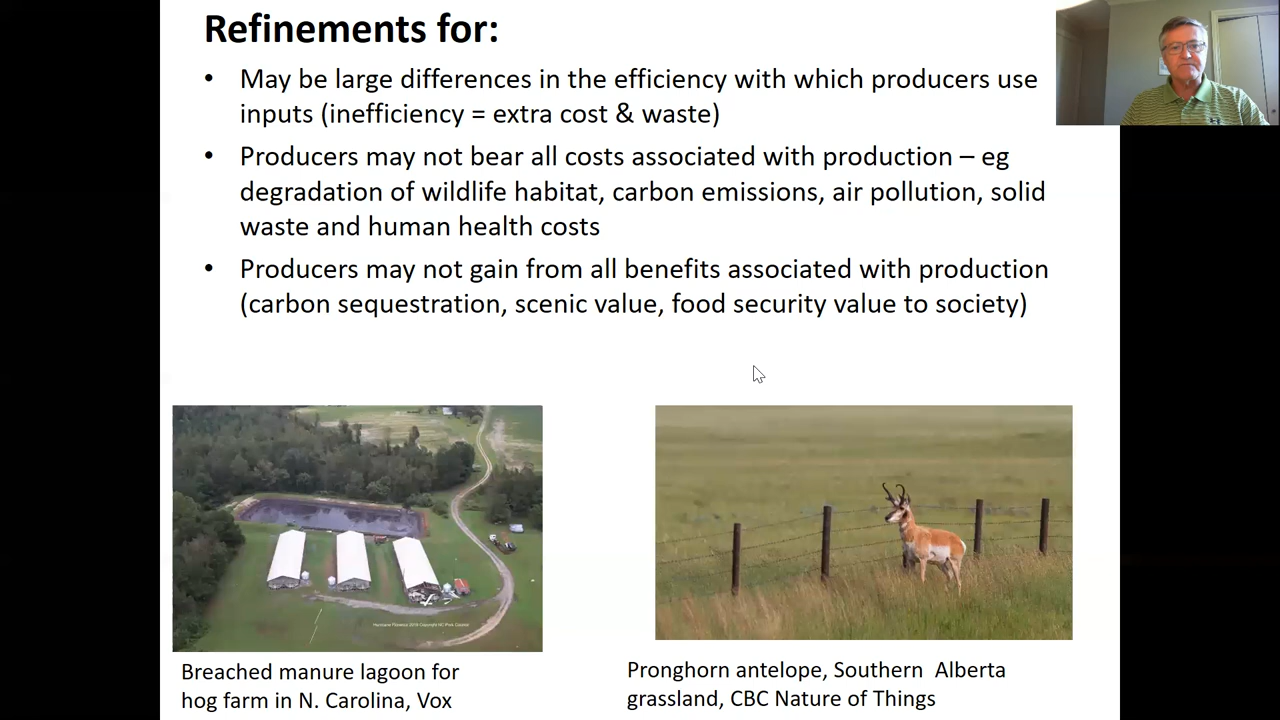 Refinements for:
• May be large differences in the efficiency with which producers use
inputs (inefficiency = extra cost & waste)
• Producers may not bear all costs associated with production – eg
degradation of wildlife habitat, carbon emissions, air pollution, solid
waste and human health costs
• Producers may not gain from all benefits associated with production
(carbon sequestration, scenic value, food security value to society)
Breached manure lagoon for
hog farm in N. Carolina, Vox
Pronghorn antelope, Southern Alberta
grassland, CBC Nature of Things